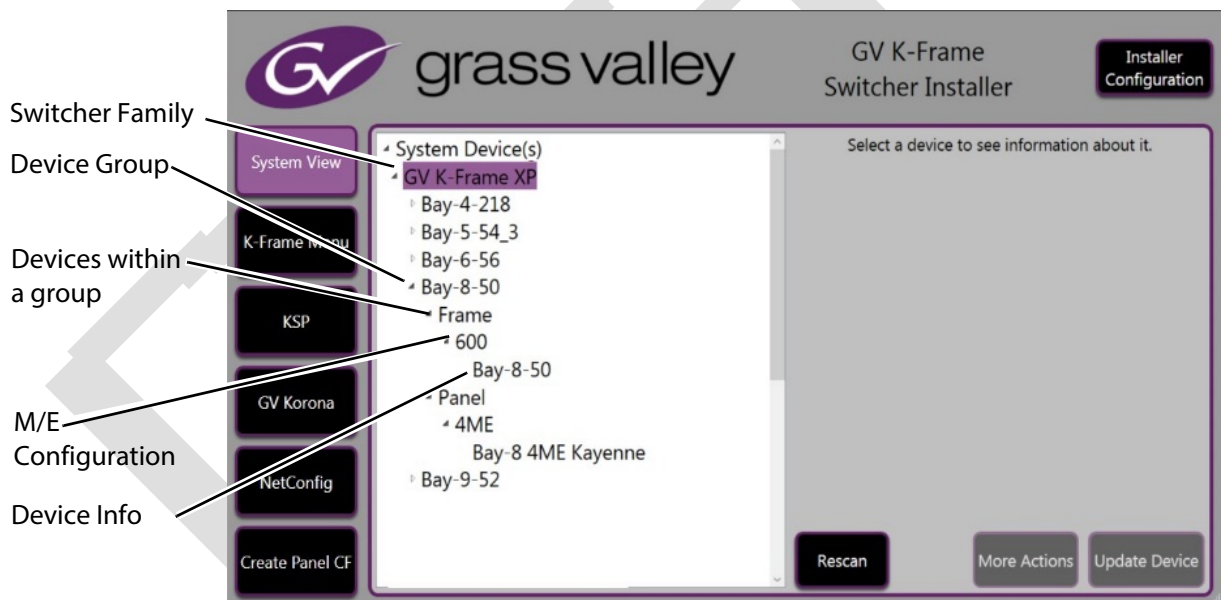 GV
grass valley
GV K-Frame
Switcher Installer
Installer
Configuration
Switcher Family
Device Group
Devices within
a group
M/E
Configuration
Device Info
System View
K-Frame Menu
KSP
GV Korona
NetConfig
Create Panel CF
System Device(s)
GV K-Frame XP
Bay-4-218
Bay-5-54_3
Bay-6-56
Bay-8-50
Frame
600
Bay-8-50
Panel
4ME
Bay-8 4ME Kayenne
Bay-9-52
Select a device to see information about it.
Rescan
More Actions
Update Device